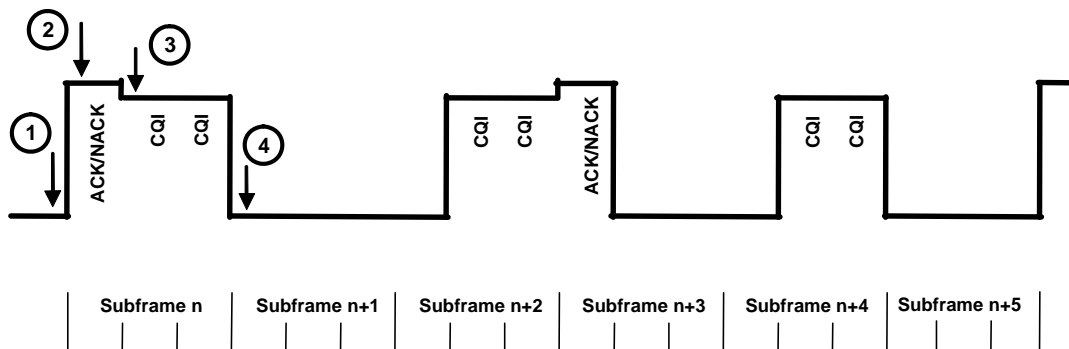 2
3
1
4
ACK/NACK
CQI
CQI
CQI
CQI
ACK/NACK
CQI
CQI
Subframe n
Subframe n+1
Subframe n+2
Subframe n+3
Subframe n+4
Subframe n+5